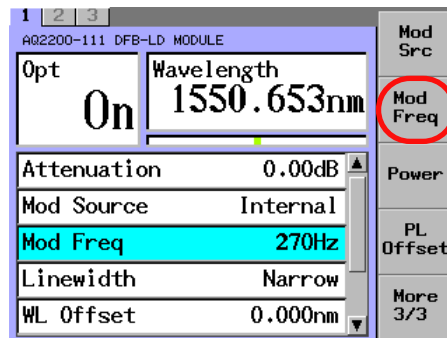 1 2 3
AQ2200-111 DFB-LD MODULE
Opt
On
Wavelength
1550.653nm
Attenuation 0.00dB
Mod Source Internal
Mod Freq 270Hz
Linewidth Narrow
WL Offset 0.000nm
Mod
Src
Mod
Freq
Power
PL
Offset
More
3/3